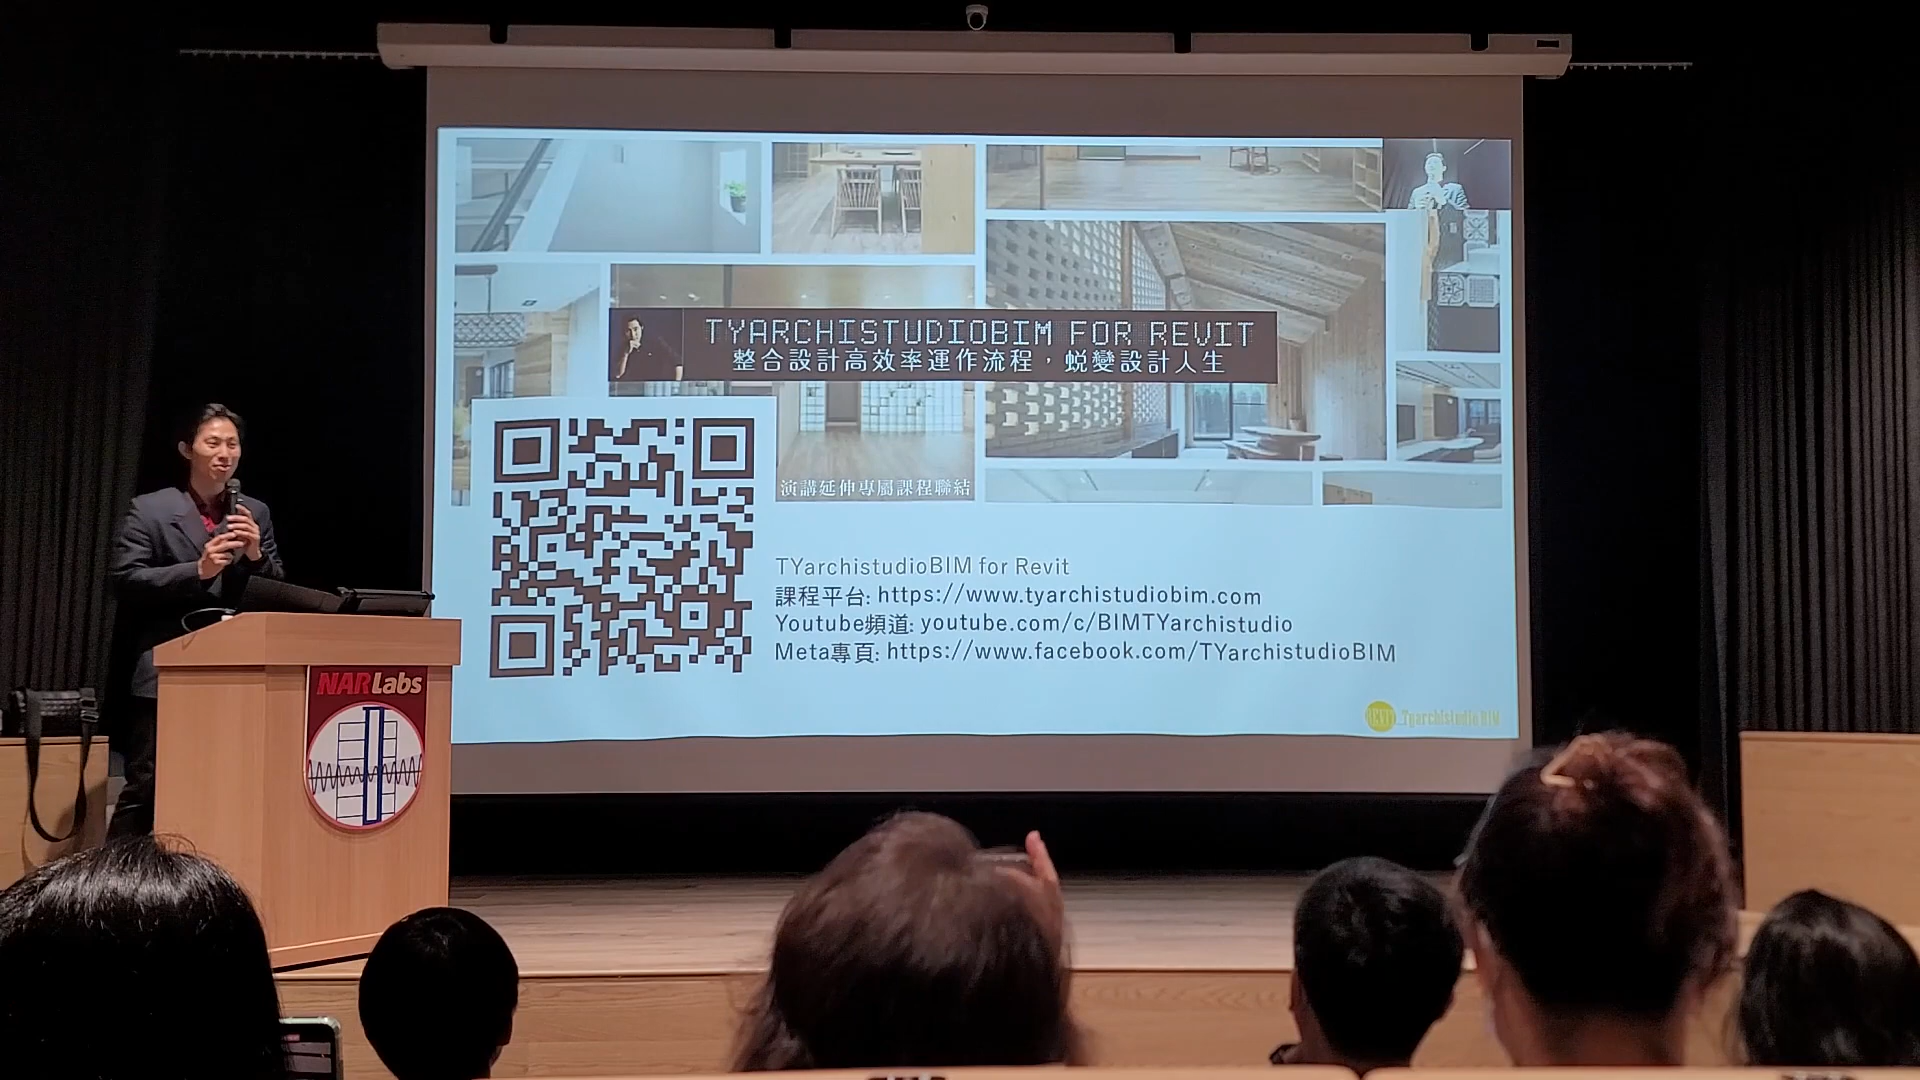 TYARCHISTUDIOBIM FOR REVIT
整合設計高效率運作流程，蛻變設計人生
演講延伸專屬課程聯結
TYarchistudioBIM for Revit
課程平台: https://www.tyarchistudiobim.com
Youtube頻道: youtube.com/c/BIMTYarchistudio
Meta專頁: https://www.facebook.com/TYarchistudioBIM
REVIT TyarchistudioBIM
NARLabs